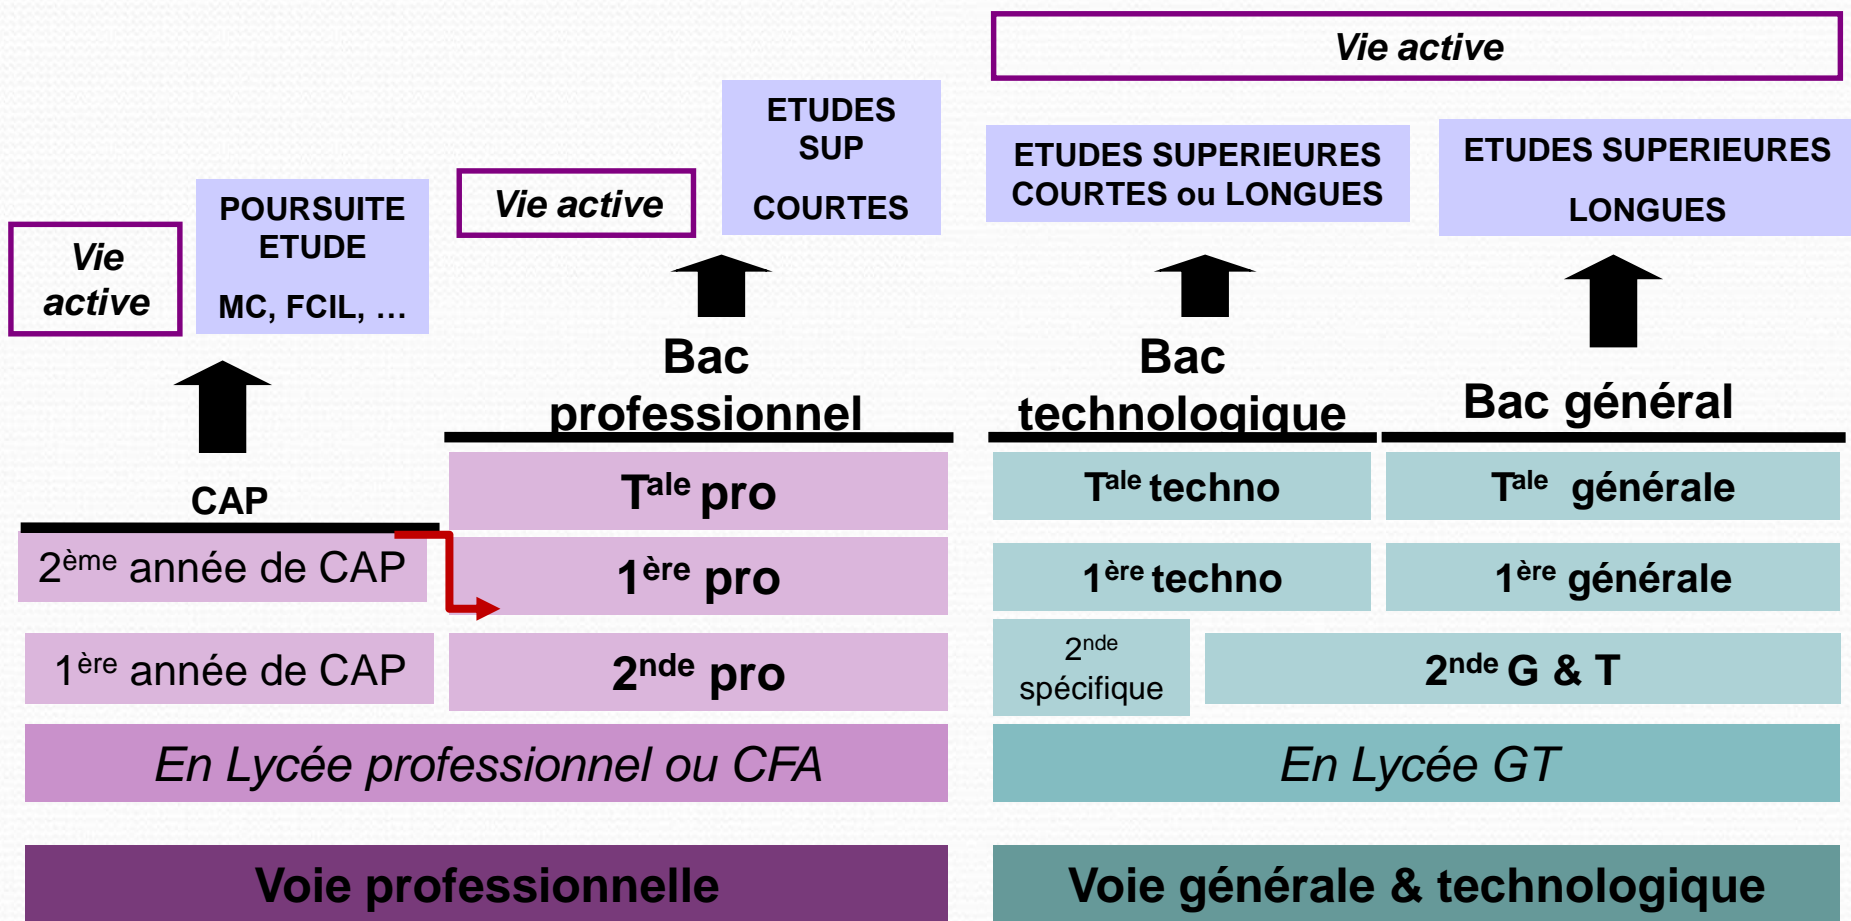 Vie active
ETUDES
SUP
COURTES
ETUDES SUPERIEURES
COURTES ou LONGUES
ETUDES SUPERIEURES
LONGUES
Vie active
POURSUITE
ETUDE
MC, FCIL, …
Vie
active
Bac
professionnel
Bac
technologique
Bac général
CAP
Tale pro
Tale techno
Tale générale
2ème année de CAP
1ère pro
1ère techno
1ère générale
1ère année de CAP
2nde pro
2nde
spécifique
2nde G & T
En Lycée professionnel ou CFA
En Lycée GT
Voie professionnelle
Voie générale & technologique